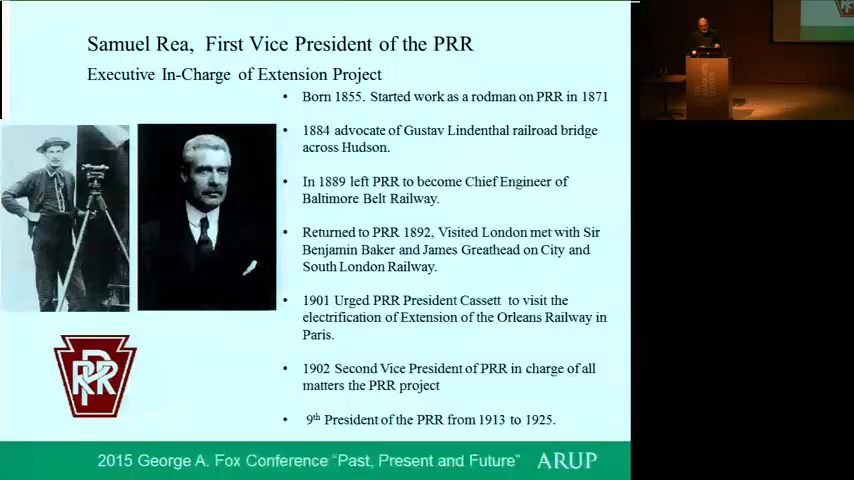 Samuel Rea, First Vice President of the PRR
Executive In-Charge of Extension Project
• Born 1855. Started work as a rodman on PRR in 1871
• 1884 advocate of Gustav Lindenthal railroad bridge
across Hudson.
• In 1889 left PRR to become Chief Engineer of
Baltimore Belt Railway.
• Returned to PRR 1892, Visited London met with Sir
Benjamin Baker and James Greathead on City and
South London Railway.
• 1901 Urged PRR President Cassett to visit the
electrification of Extension of the Orleans Railway in
Paris.
• 1902 Second Vice President of PRR in charge of all
matters the PRR project
• 9th President of the PRR from 1913 to 1925.
PRR
2015 George A. Fox Conference "Past, Present and Future" ARUP
THE GRADUATE CENTER